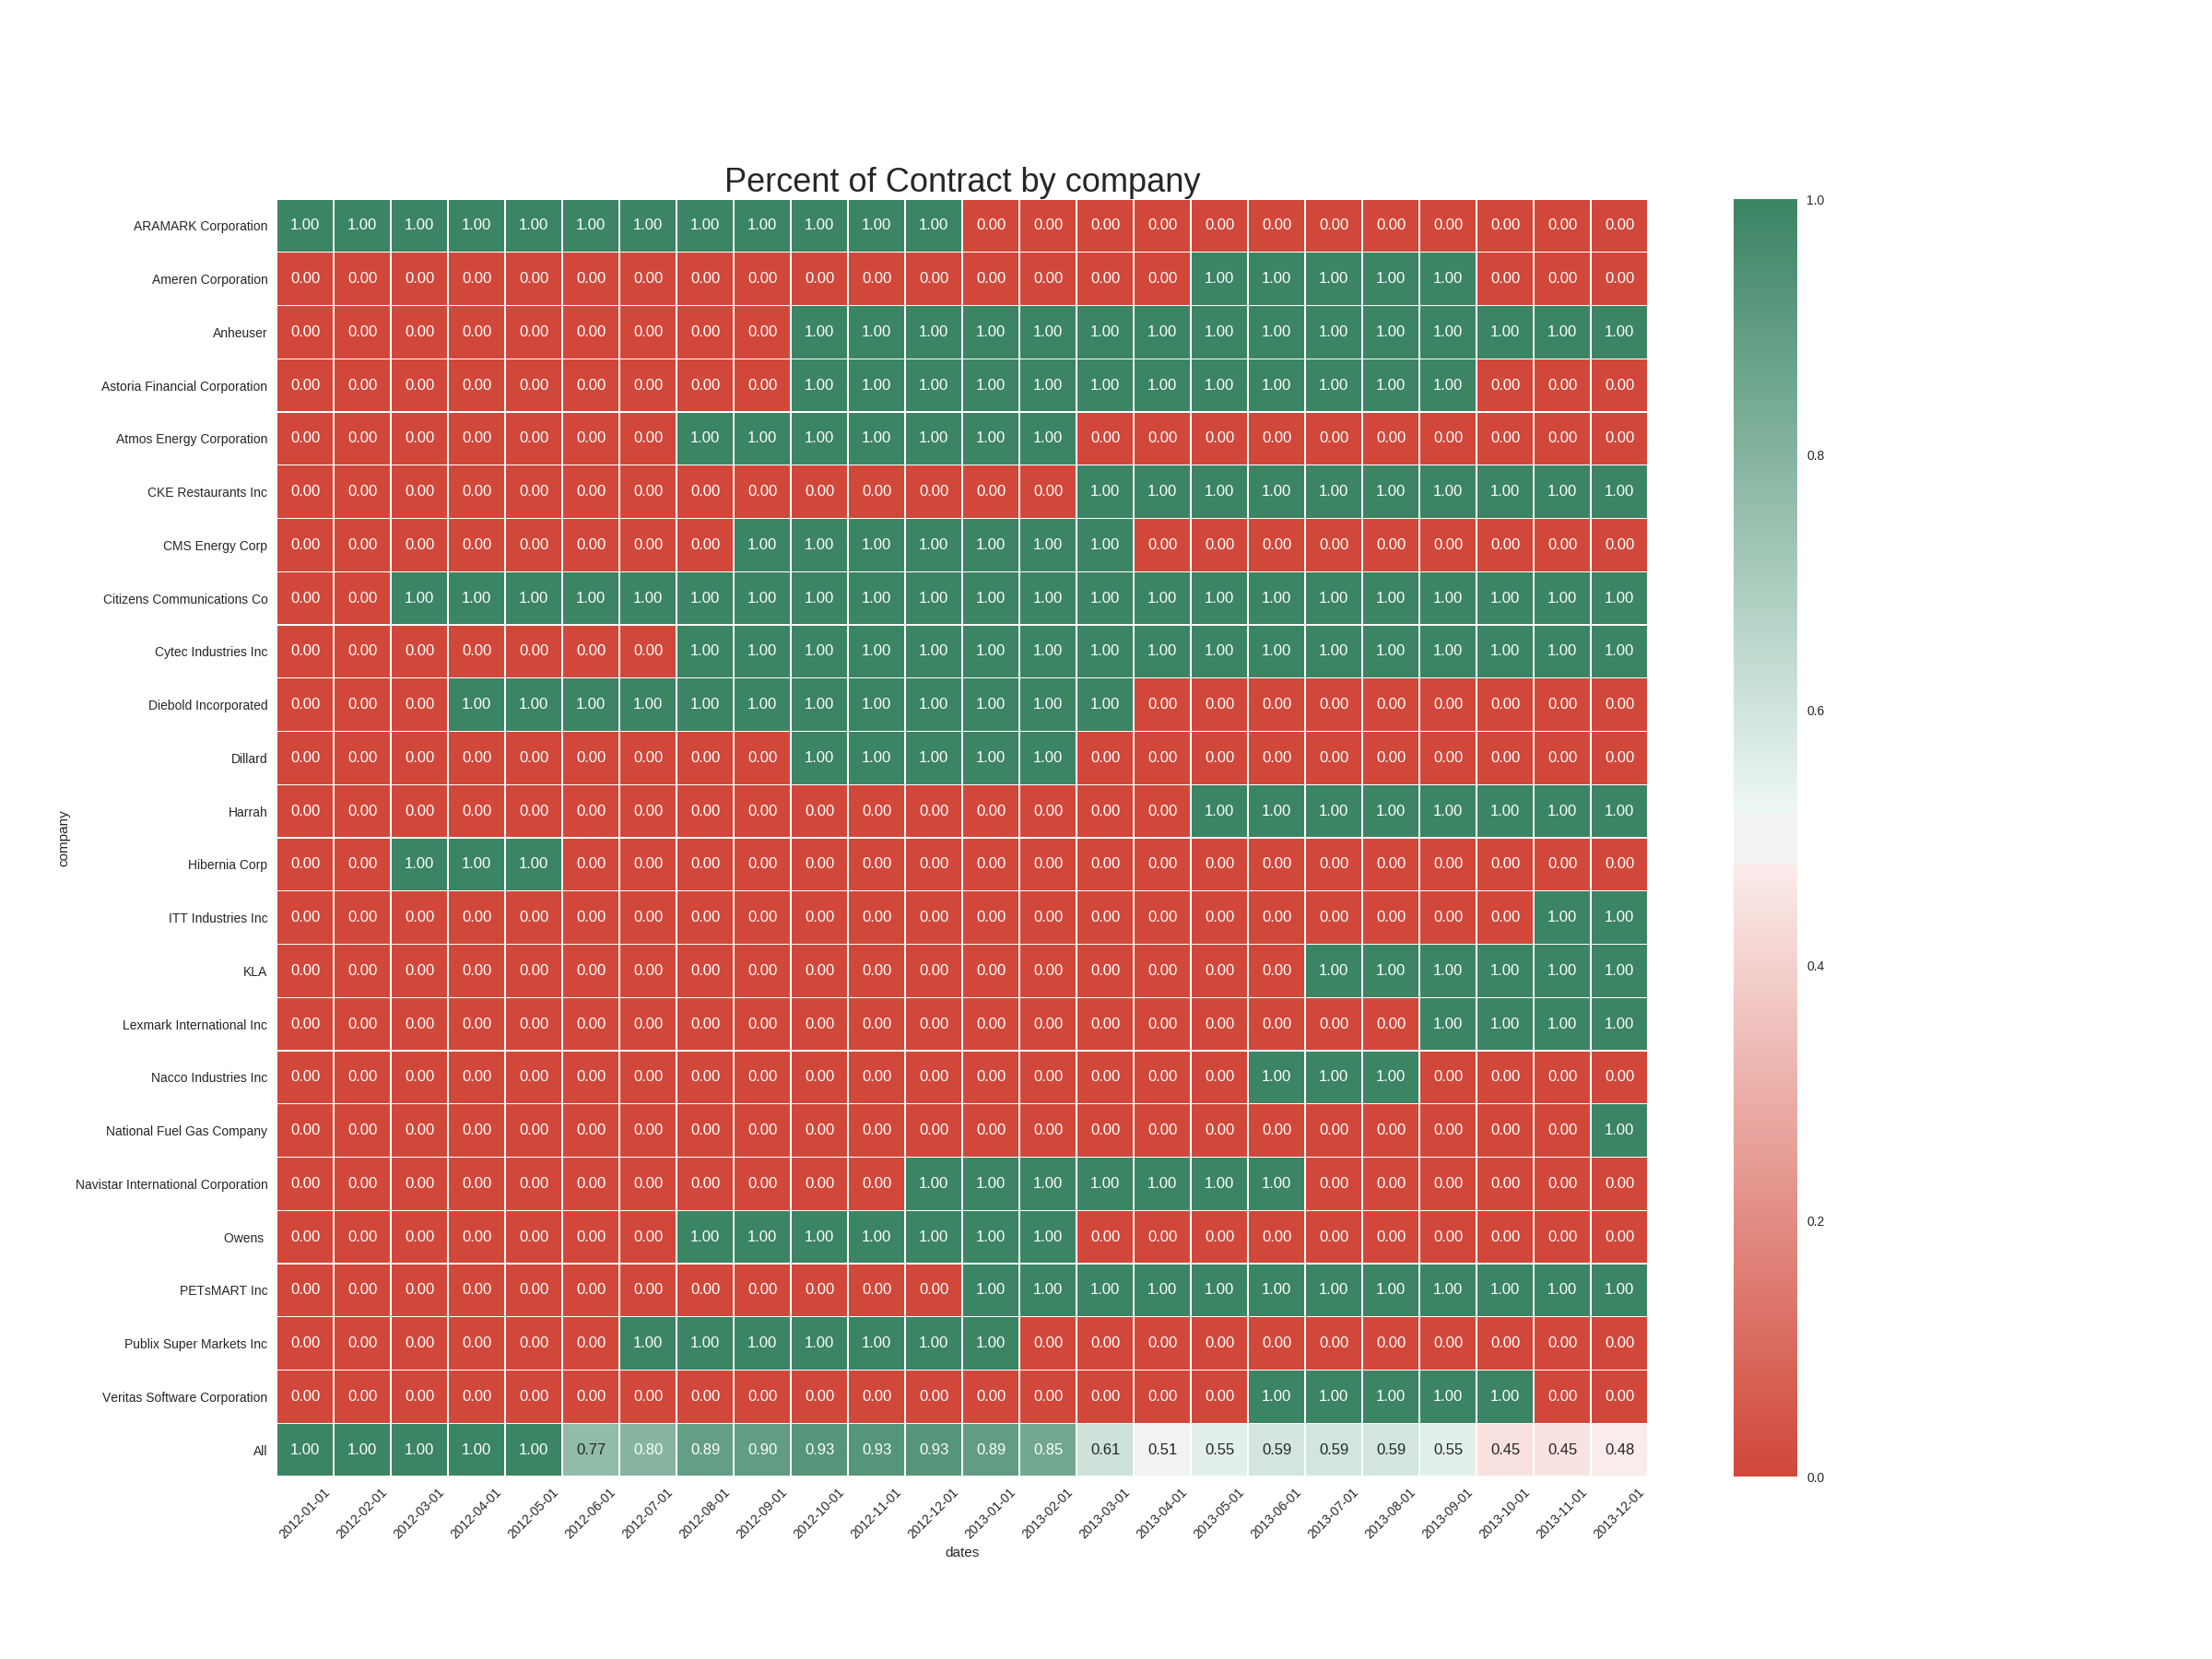 Percent of Contract by company
ARAMARK Corporation 1.00 1.00 1.00 1.00 1.00 1.00 1.00 1.00 1.00 1.00 1.00 1.00 0.00 0.00 0.00 0.00 0.00 0.00 0.00 0.00 0.00 0.00 0.00 0.00
Ameren Corporation 0.00 0.00 0.00 0.00 0.00 0.00 0.00 0.00 0.00 0.00 0.00 0.00 0.00 0.00 0.00 0.00 1.00 1.00 1.00 1.00 1.00 0.00 0.00 0.00
Anheuser 0.00 0.00 0.00 0.00 0.00 0.00 0.00 0.00 0.00 1.00 1.00 1.00 1.00 1.00 1.00 1.00 1.00 1.00 1.00 1.00 1.00 1.00 1.00 1.00
Astoria Financial Corporation 0.00 0.00 0.00 0.00 0.00 0.00 0.00 0.00 0.00 1.00 1.00 1.00 1.00 1.00 1.00 1.00 1.00 1.00 1.00 1.00 1.00 0.00 0.00 0.00
Atmos Energy Corporation 0.00 0.00 0.00 0.00 0.00 0.00 0.00 1.00 1.00 1.00 1.00 1.00 1.00 1.00 0.00 0.00 0.00 0.00 0.00 0.00 0.00 0.00 0.00 0.00
CKE Restaurants Inc 0.00 0.00 0.00 0.00 0.00 0.00 0.00 0.00 0.00 0.00 0.00 0.00 0.00 0.00 1.00 1.00 1.00 1.00 1.00 1.00 1.00 1.00 1.00 1.00
CMS Energy Corp 0.00 0.00 0.00 0.00 0.00 0.00 0.00 0.00 1.00 1.00 1.00 1.00 1.00 1.00 1.00 0.00 0.00 0.00 0.00 0.00 0.00 0.00 0.00 0.00
Citizens Communications Co 0.00 0.00 1.00 1.00 1.00 1.00 1.00 1.00 1.00 1.00 1.00 1.00 1.00 1.00 1.00 1.00 1.00 1.00 1.00 1.00 1.00 1.00 1.00 1.00
Cytec Industries Inc 0.00 0.00 0.00 0.00 0.00 0.00 0.00 1.00 1.00 1.00 1.00 1.00 1.00 1.00 1.00 1.00 1.00 1.00 1.00 1.00 1.00 1.00 1.00 1.00
Diebold Incorporated 0.00 0.00 0.00 1.00 1.00 1.00 1.00 1.00 1.00 1.00 1.00 1.00 1.00 1.00 1.00 0.00 0.00 0.00 0.00 0.00 0.00 0.00 0.00 0.00
Dillard 0.00 0.00 0.00 0.00 0.00 0.00 0.00 0.00 0.00 1.00 1.00 1.00 1.00 1.00 0.00 0.00 0.00 0.00 0.00 0.00 0.00 0.00 0.00 0.00
Harrah 0.00 0.00 0.00 0.00 0.00 0.00 0.00 0.00 0.00 0.00 0.00 0.00 0.00 0.00 0.00 0.00 1.00 1.00 1.00 1.00 1.00 1.00 1.00 1.00
Hibernia Corp 0.00 0.00 1.00 1.00 1.00 0.00 0.00 0.00 0.00 0.00 0.00 0.00 0.00 0.00 0.00 0.00 0.00 0.00 0.00 0.00 0.00 0.00 0.00 0.00
ITT Industries Inc 0.00 0.00 0.00 0.00 0.00 0.00 0.00 0.00 0.00 0.00 0.00 0.00 0.00 0.00 0.00 0.00 0.00 0.00 0.00 0.00 0.00 0.00 1.00 1.00
KLA 0.00 0.00 0.00 0.00 0.00 0.00 0.00 0.00 0.00 0.00 0.00 0.00 0.00 0.00 0.00 0.00 0.00 0.00 1.00 1.00 1.00 1.00 1.00 1.00
Lexmark International Inc 0.00 0.00 0.00 0.00 0.00 0.00 0.00 0.00 0.00 0.00 0.00 0.00 0.00 0.00 0.00 0.00 0.00 0.00 0.00 0.00 1.00 1.00 1.00 1.00
Nacco Industries Inc 0.00 0.00 0.00 0.00 0.00 0.00 0.00 0.00 0.00 0.00 0.00 0.00 0.00 0.00 0.00 0.00 0.00 1.00 1.00 1.00 0.00 0.00 0.00 0.00
National Fuel Gas Company 0.00 0.00 0.00 0.00 0.00 0.00 0.00 0.00 0.00 0.00 0.00 0.00 0.00 0.00 0.00 0.00 0.00 0.00 0.00 0.00 0.00 0.00 0.00 1.00
Navistar International Corporation 0.00 0.00 0.00 0.00 0.00 0.00 0.00 0.00 0.00 0.00 0.00 1.00 1.00 1.00 1.00 1.00 1.00 1.00 0.00 0.00 0.00 0.00 0.00 0.00
Owens 0.00 0.00 0.00 0.00 0.00 0.00 0.00 1.00 1.00 1.00 1.00 1.00 1.00 1.00 0.00 0.00 0.00 0.00 0.00 0.00 0.00 0.00 0.00 0.00
PETsMART Inc 0.00 0.00 0.00 0.00 0.00 0.00 0.00 0.00 0.00 0.00 0.00 0.00 1.00 1.00 1.00 1.00 1.00 1.00 1.00 1.00 1.00 1.00 1.00 1.00
Publix Super Markets Inc 0.00 0.00 0.00 0.00 0.00 0.00 1.00 1.00 1.00 1.00 1.00 1.00 1.00 0.00 0.00 0.00 0.00 0.00 0.00 0.00 0.00 0.00 0.00 0.00
Veritas Software Corporation 0.00 0.00 0.00 0.00 0.00 0.00 0.00 0.00 0.00 0.00 0.00 0.00 0.00 0.00 0.00 0.00 0.00 1.00 1.00 1.00 1.00 1.00 0.00 0.00
All 1.00 1.00 1.00 1.00 1.00 0.77 0.80 0.89 0.90 0.93 0.93 0.93 0.89 0.85 0.61 0.51 0.55 0.59 0.59 0.59 0.55 0.45 0.45 0.48
2012-01-01 2012-02-01 2012-03-01 2012-04-01 2012-05-01 2012-06-01 2012-07-01 2012-08-01 2012-09-01 2012-10-01 2012-11-01 2012-12-01 2013-01-01 2013-02-01 2013-03-01 2013-04-01 2013-05-01 2013-06-01 2013-07-01 2013-08-01 2013-09-01 2013-10-01 2013-11-01 2013-12-01
dates
company
1.0
0.8
0.6
0.4
0.2
0.0